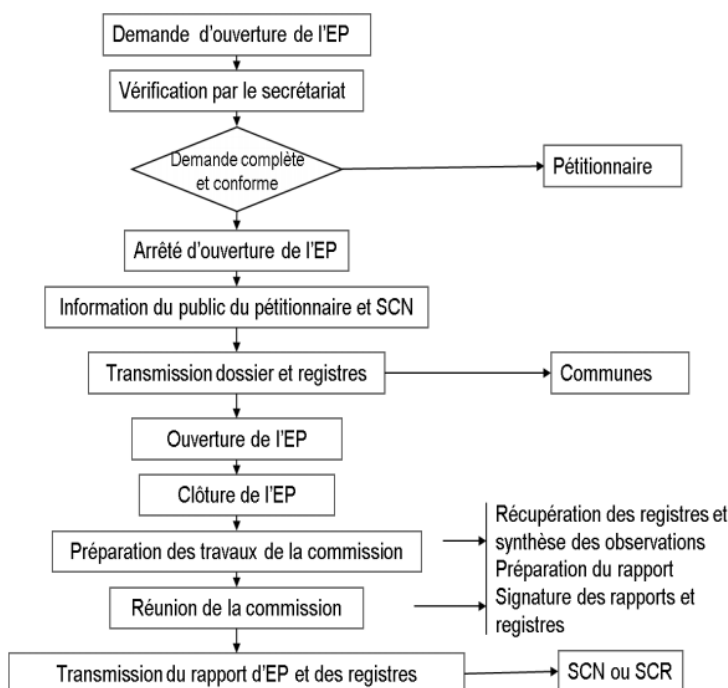 Demande d'ouverture de l'EP
Vérification par le secrétariat
Demande complète
et conforme
Pétitionnaire
Arrêté d'ouverture de l'EP
Information du public du pétitionnaire et SCN
Transmission dossier et registres
Communes
Ouverture de l'EP
Clôture de l'EP
Préparation des travaux de la commission
Récupération des registres et
synthèse des observations
Préparation du rapport
Réunion de la commission
Signature des rapports et
registres
Transmission du rapport d'EP et des registres
SCN ou SCR